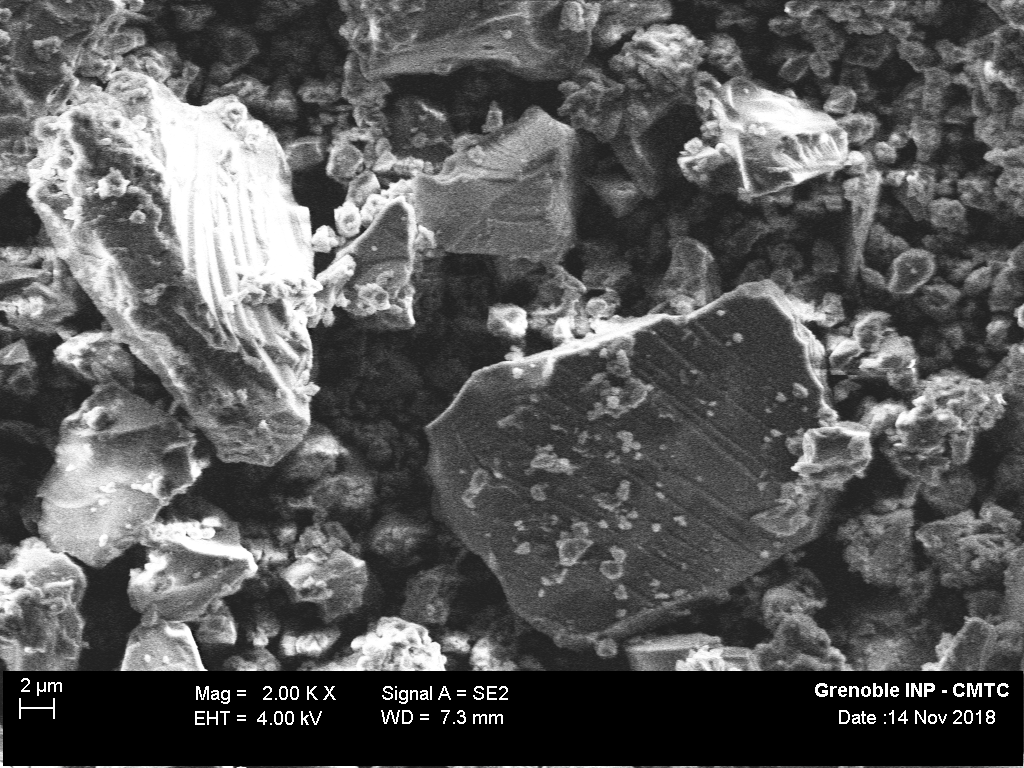 2 µm
Mag = 2.00 K X
EHT = 4.00 kV
Signal A = SE2
WD = 7.3 mm
Grenoble INP - CMTC
Date :14 Nov 2018